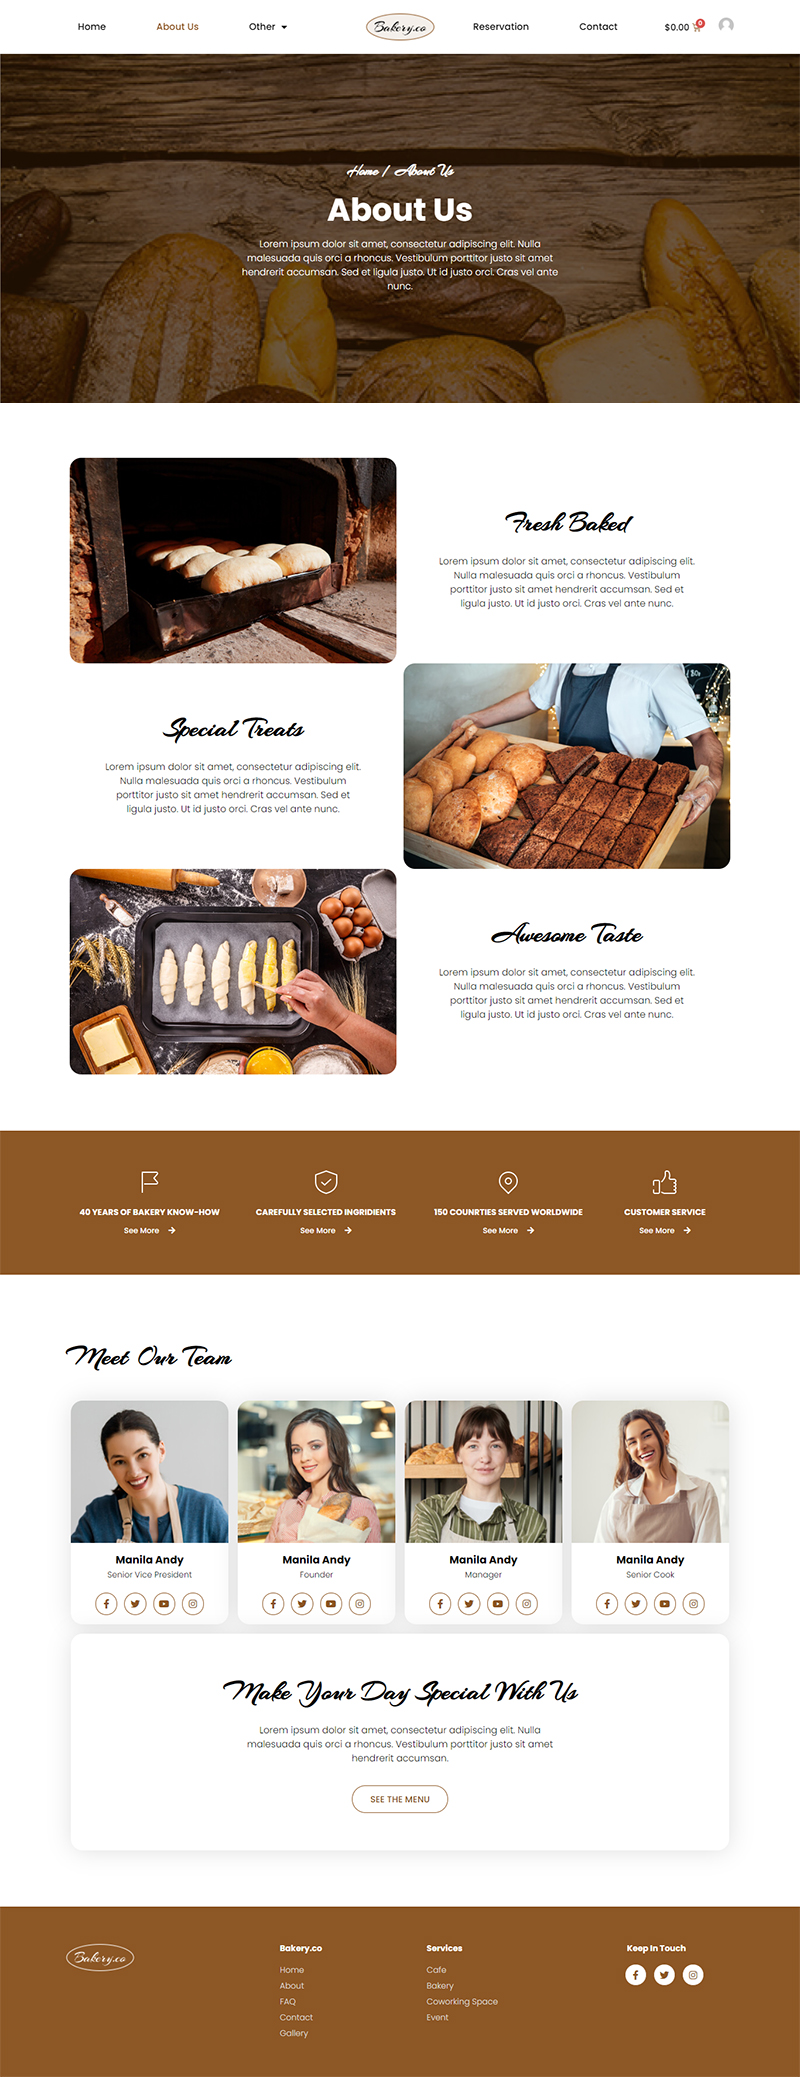 Home
About Us
Other
Bakery.co
Reservation
Contact
$0.00
0
Home / About Us
About Us
Lorem ipsum dolor sit amet, consectetur adipiscing elit. Nulla
malesuada quis orci a rhoncus. Vestibulum porttitor justo sit amet
hendrerit accumsan. Sed et ligula justo. Ut id justo orci. Cras vel ante
nunc.
Fresh Baked
Lorem ipsum dolor sit amet, consectetur adipiscing elit.
Nulla malesuada quis orci a rhoncus. Vestibulum
porttitor justo sit amet hendrerit accumsan. Sed et
ligula justo. Ut id justo orci. Cras vel ante nunc.
Special Treats
Lorem ipsum dolor sit amet, consectetur adipiscing elit.
Nulla malesuada quis orci a rhoncus. Vestibulum
porttitor justo sit amet hendrerit accumsan. Sed et
ligula justo. Ut id justo orci. Cras vel ante nunc.
Awesome Taste
Lorem ipsum dolor sit amet, consectetur adipiscing elit.
Nulla malesuada quis orci a rhoncus. Vestibulum
porttitor justo sit amet hendrerit accumsan. Sed et
ligula justo. Ut id justo orci. Cras vel ante nunc.
40 YEARS OF BAKERY KNOW-HOW
See More
CAREFULLY SELECTED INGRIDIENTS
See More
150 COUNRTIES SERVED WORLDWIDE
See More
CUSTOMER SERVICE
See More
Meet Our Team
Manila Andy
Senior Vice President
Manila Andy
Founder
Manila Andy
Manager
Manila Andy
Senior Cook
Make Your Day Special With Us
Lorem ipsum dolor sit amet, consectetur adipiscing elit. Nulla
malesuada quis orci a rhoncus. Vestibulum porttitor justo sit amet
hendrerit accumsan.
SEE THE MENU
Bakery.co
Bakery.co
Home
About
FAQ
Contact
Gallery
Services
Cafe
Bakery
Coworking Space
Event
Keep In Touch